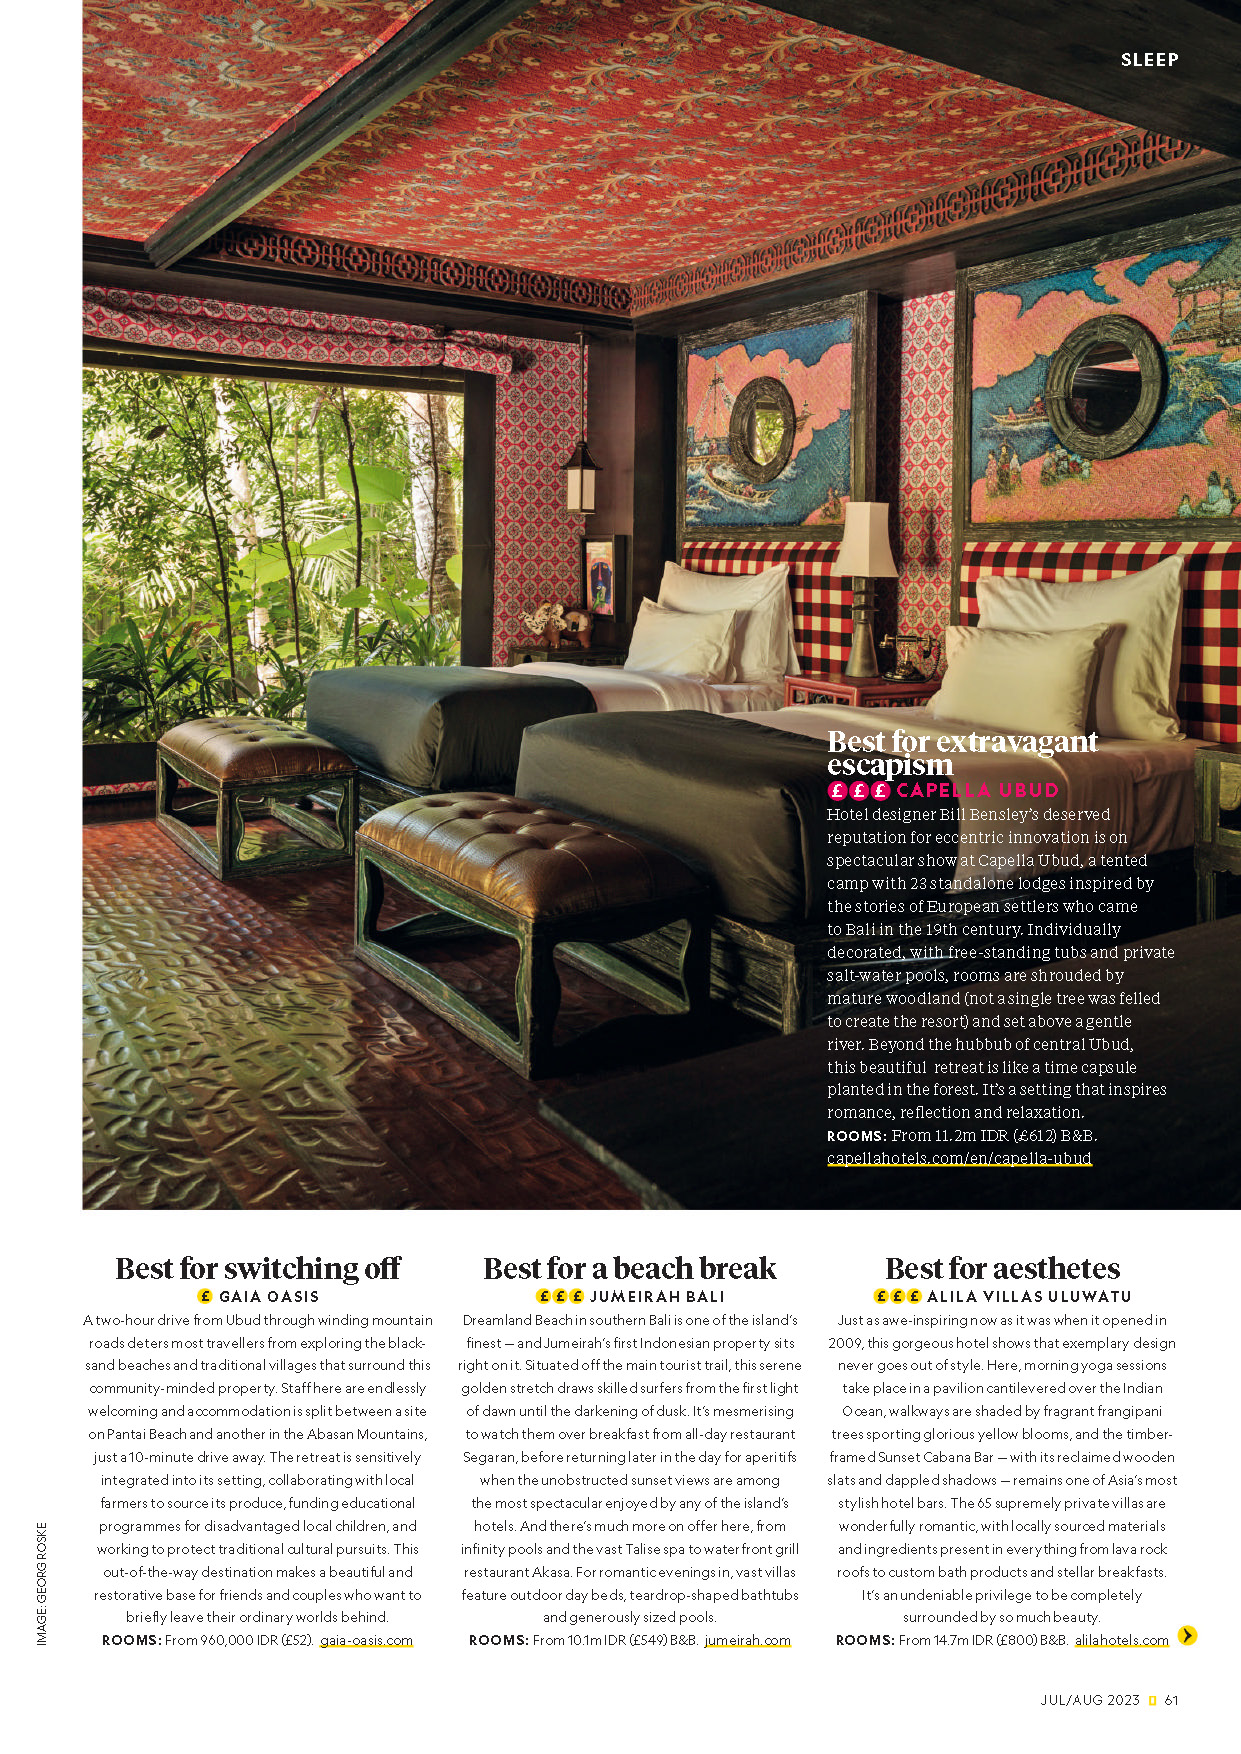 SLEEP
Best for extravagant
escapism
£ £ £ CAPELLA UBUD
Hotel designer Bill Bensley's deserved
reputation for eccentric innovation is on
spectacular show at Capella Ubud, a tented
camp with 23 standalone lodges inspired by
the stories of European settlers who came
to Bali in the 19th century. Individually
decorated, with free-standing tubs and private
salt-water pools, rooms are shrouded by
mature woodland (not a single tree was felled
to create the resort) and set above a gentle
river. Beyond the hubbub of central Ubud,
this beautiful retreat is like a time capsule
planted in the forest. It's a setting that inspires
romance, reflection and relaxation.
ROOMS: From 11.2m IDR (£612) B&B.
capellahotels.com/en/capella-ubud
Best for switching off
£ GAIA OASIS
A two-hour drive from Ubud through winding mountain
roads deters most travellers from exploring the black-
sand beaches and traditional villages that surround this
community-minded property. Staff here are endlessly
welcoming and accommodation is split between a site
on Pantai Beach and another in the Abasan Mountains,
just a 10-minute drive away. The retreat is sensitively
integrated into its setting, collaborating with local
farmers to source its produce, funding educational
programmes for disadvantaged local children, and
working to protect traditional cultural pursuits. This
out-of-the-way destination makes a beautiful and
restorative base for friends and couples who want to
briefly leave their ordinary worlds behind.
ROOMS: From 960,000 IDR (£52). gaia-oasis.com
Best for a beach break
£ £ £ JUMEIRAH BALI
Dreamland Beach in southern Bali is one of the island's
finest — and Jumeirah's first Indonesian property sits
right on it. Situated off the main tourist trail, this serene
golden stretch draws skilled surfers from the first light
of dawn until the darkening of dusk. It's mesmerising
to watch them over breakfast from all-day restaurant
Segaran, before returning later in the day for aperitifs
when the unobstructed sunset views are among
the most spectacular enjoyed by any of the island's
hotels. And there's much more on offer here, from
infinity pools and the vast Talise spa to waterfront grill
restaurant Akasa. For romantic evenings in, vast villas
feature outdoor day beds, teardrop-shaped bathtubs
and generously sized pools.
ROOMS: From 10.1m IDR (£549) B&B. jumeirah.com
Best for aesthetes
£ £ £ ALILA VILLAS ULUWATU
Just as awe-inspiring now as it was when it opened in
2009, this gorgeous hotel shows that exemplary design
never goes out of style. Here, morning yoga sessions
take place in a pavilion cantilevered over the Indian
Ocean, walkways are shaded by fragrant frangipani
trees sporting glorious yellow blooms, and the timber-
framed Sunset Cabana Bar — with its reclaimed wooden
slats and dappled shadows — remains one of Asia's most
stylish hotel bars. The 65 supremely private villas are
wonderfully romantic, with locally sourced materials
and ingredients present in everything from lava rock
roofs to custom bath products and stellar breakfasts.
It's an undeniable privilege to be completely
surrounded by so much beauty.
ROOMS: From 14.7m IDR (£800) B&B. alilahotels.com
IMAGE: GEORG ROSKE
JUL/AUG 2023 61